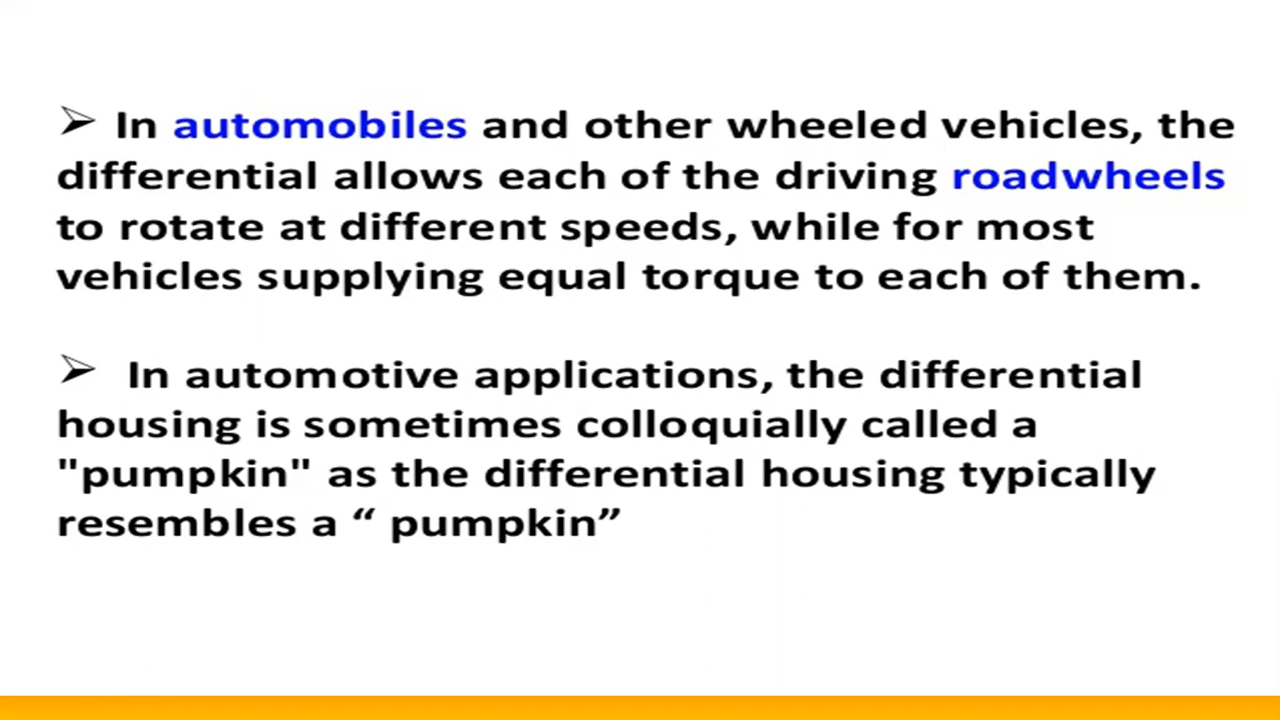 ➢ In automobiles and other wheeled vehicles, the
differential allows each of the driving roadwheels
to rotate at different speeds, while for most
vehicles supplying equal torque to each of them.
➢ In automotive applications, the differential
housing is sometimes colloquially called a
"pumpkin" as the differential housing typically
resembles a “ pumpkin”